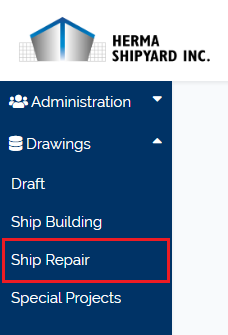 HERMA
SHIPYARD INC.
Administration
Drawings
Draft
Ship Building
Ship Repair
Special Projects